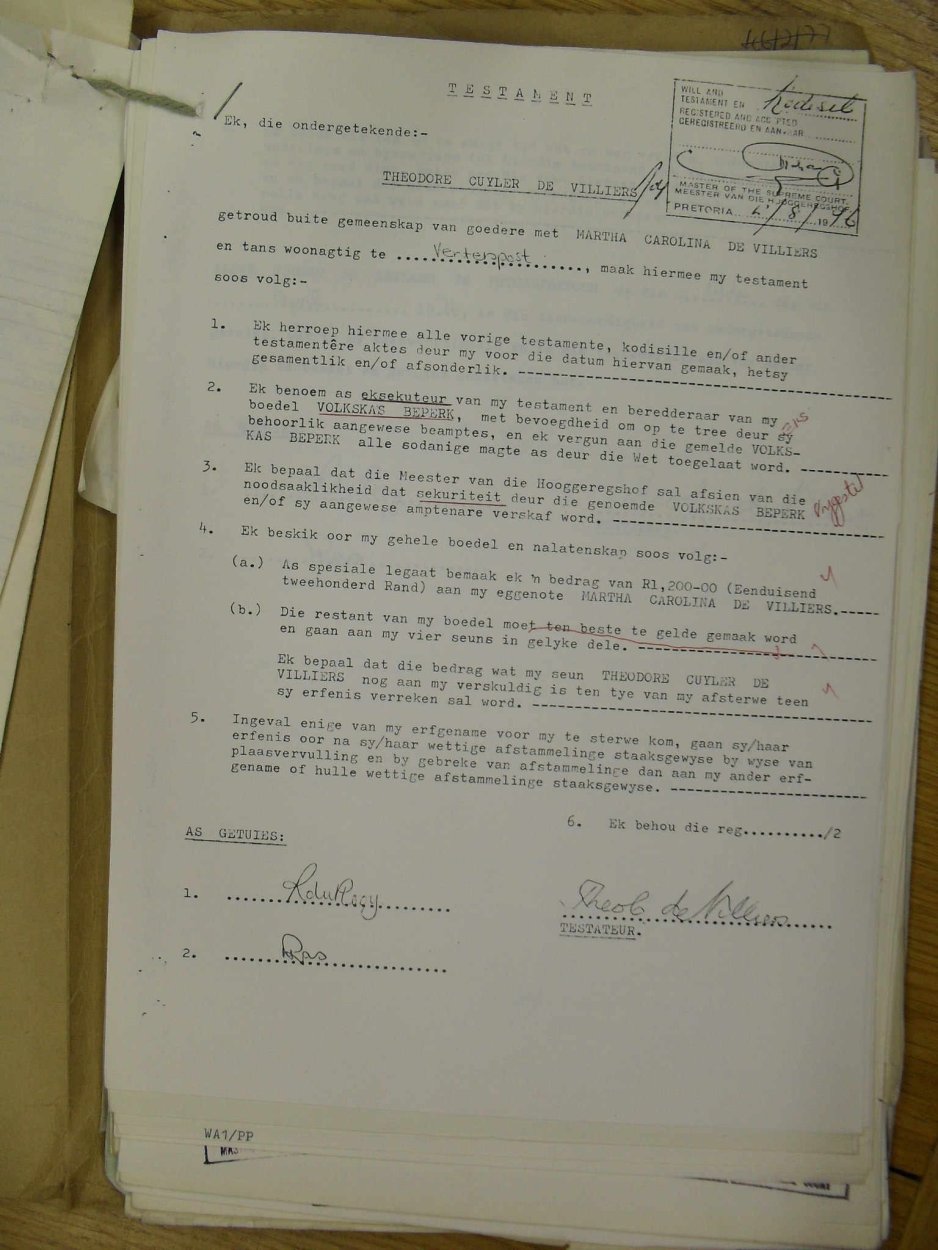 TESTAMENT
WILL AND
TESTAMENT EN Kodisil
REGISTERED AND ACCEPTED
GEREGISTREER EN AANVAAR
MASTER OF THE SUPREME COURT
MEESTER VAN DIE HOOGGEREGSHOF
PRETORIA 2/8/1976
Ek, die ondergetekende:-
THEODORE CUYLER DE VILLIERS
getroud buite gemeenskap van goedere met MARTHA CAROLINA DE VILLIERS
en tans woonagtig te ...Verterspost..., maak hiermee my testament
soos volg:-
1. Ek herroep hiermee alle vorige testamente, kodisille en/of ander
testamentêre aktes deur my voor die datum hiervan gemaak, hetsy
gesamentlik en/of afsonderlik.
2. Ek benoem as eksekuteur van my testament en beredderaar van my
boedel VOLKSKAS BEPERK, met bevoegdheid om op te tree deur sy
behoorlik aangewese beamptes, en ek vergun aan die gemelde VOLKS-
KAS BEPERK alle sodanige magte as deur die Wet toegelaat word.
3. Ek bepaal dat die Meester van die Hooggeregshof sal afsien van die
noodsaaklikheid dat sekuriteit deur die genoemde VOLKSKAS BEPERK Vrygestel
en/of sy aangewese amptenare verskaf word.
4. Ek beskik oor my gehele boedel en nalatenskap soos volg:-
(a.) As spesiale legaat bemaak ek 'n bedrag van R1,200-00 (Eenduisend
tweehonderd Rand) aan my eggenote MARTHA CAROLINA DE VILLIERS.
(b.) Die restant van my boedel moet ten beste te gelde gemaak word
en gaan aan my vier seuns in gelyke dele.
Ek bepaal dat die bedrag wat my seun THEODORE CUYLER DE
VILLIERS nog aan my verskuldig is ten tye van my afsterwe teen
sy erfenis verreken sal word.
5. Ingeval enige van my erfgename voor my te sterwe kom, gaan sy/haar
erfenis oor na sy/haar wettige afstammelinge staaksgewyse by wyse van
plaasvervulling en by gebreke van afstammelinge dan aan my ander erf-
gename of hulle wettige afstammelinge staaksgewyse.
6. Ek behou die reg........../2
AS GETUIES:
1.
Theob de Villiers
TESTATEUR.
2. Ras
WA1/PP